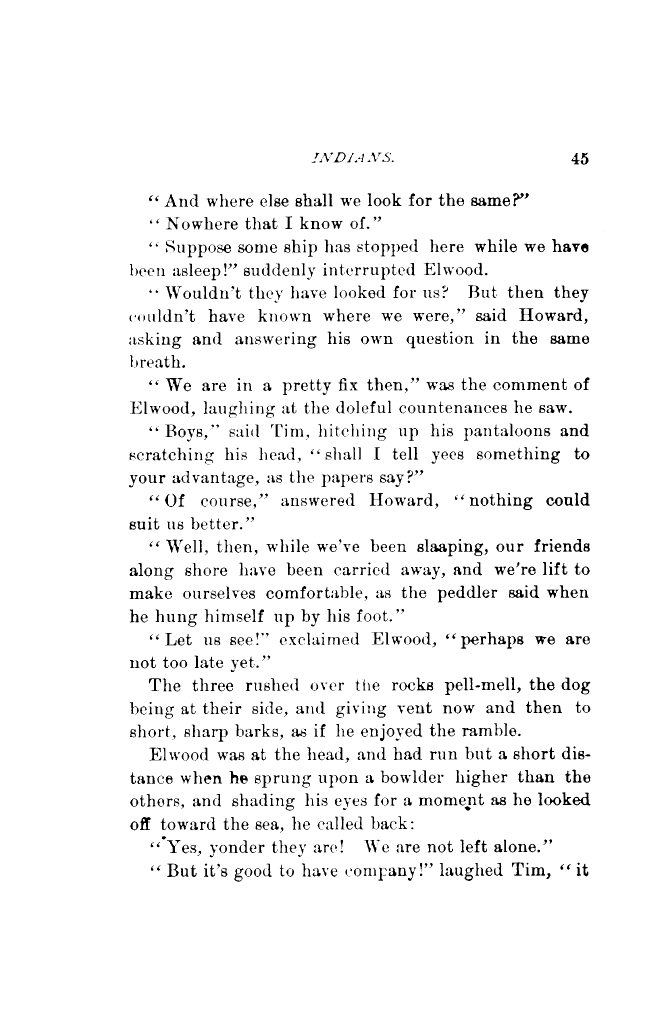 INDIANS. 45
“ And where else shall we look for the same?”
“ Nowhere that I know of.”
“ Suppose some ship has stopped here while we have
been asleep!” suddenly interrupted Elwood.
“ Wouldn't they have looked for us? But then they
couldn't have known where we were,” said Howard,
asking and answering his own question in the same
breath.
“ We are in a pretty fix then,” was the comment of
Elwood, laughing at the doleful countenances he saw.
“ Boys,” said Tim, hitching up his pantaloons and
scratching his head, “ shall I tell yees something to
your advantage, as the papers say?”
“ Of course,” answered Howard, “ nothing could
suit us better.”
“ Well, then, while we've been slaaping, our friends
along shore have been carried away, and we're lift to
make ourselves comfortable, as the peddler said when
he hung himself up by his foot.”
“ Let us see!” exclaimed Elwood, “ perhaps we are
not too late yet.”
The three rushed over the rocks pell-mell, the dog
being at their side, and giving vent now and then to
short, sharp barks, as if he enjoyed the ramble.
Elwood was at the head, and had run but a short dis-
tance when he sprung upon a bowlder higher than the
others, and shading his eyes for a moment as he looked
off toward the sea, he called back:
“ Yes, yonder they are! We are not left alone.”
“ But it's good to have company!” laughed Tim, “ it